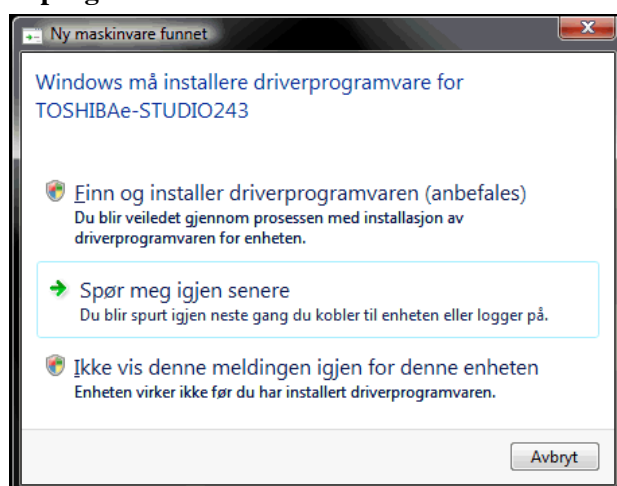 Ny maskinvare funnet
Windows må installere driverprogramvare for
TOSHIBAe-STUDIO243
Finn og installer driverprogramvaren (anbefales)
Du blir veiledet gjennom prosessen med installasjon av
driverprogramvaren for enheten.
Spør meg igjen senere
Du blir spurt igjen neste gang du kobler til enheten eller logger på.
Ikke vis denne meldingen igjen for denne enheten
Enheten virker ikke før du har installert driverprogramvaren.
Avbryt